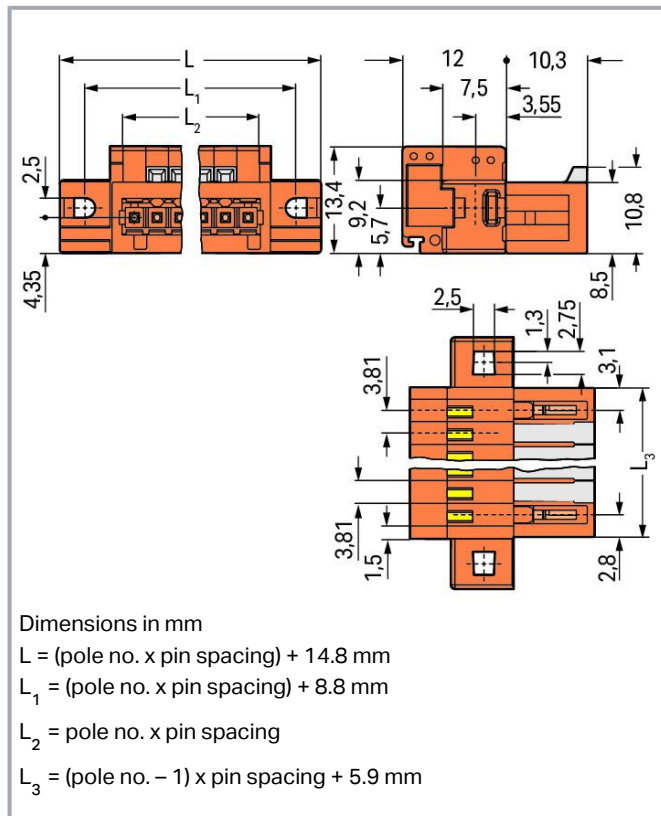 L
L₁
L₂
2,5
4,35
13,4
9,2
5,7
12
10,3
7,5
3,55
10,8
8,5
2,5
1,3
2,75
3,1
3,81
L₃
3,81
1,5
2,8
Dimensions in mm
L = (pole no. x pin spacing) + 14.8 mm
L₁ = (pole no. x pin spacing) + 8.8 mm
L₂ = pole no. x pin spacing
L₃ = (pole no. – 1) x pin spacing + 5.9 mm